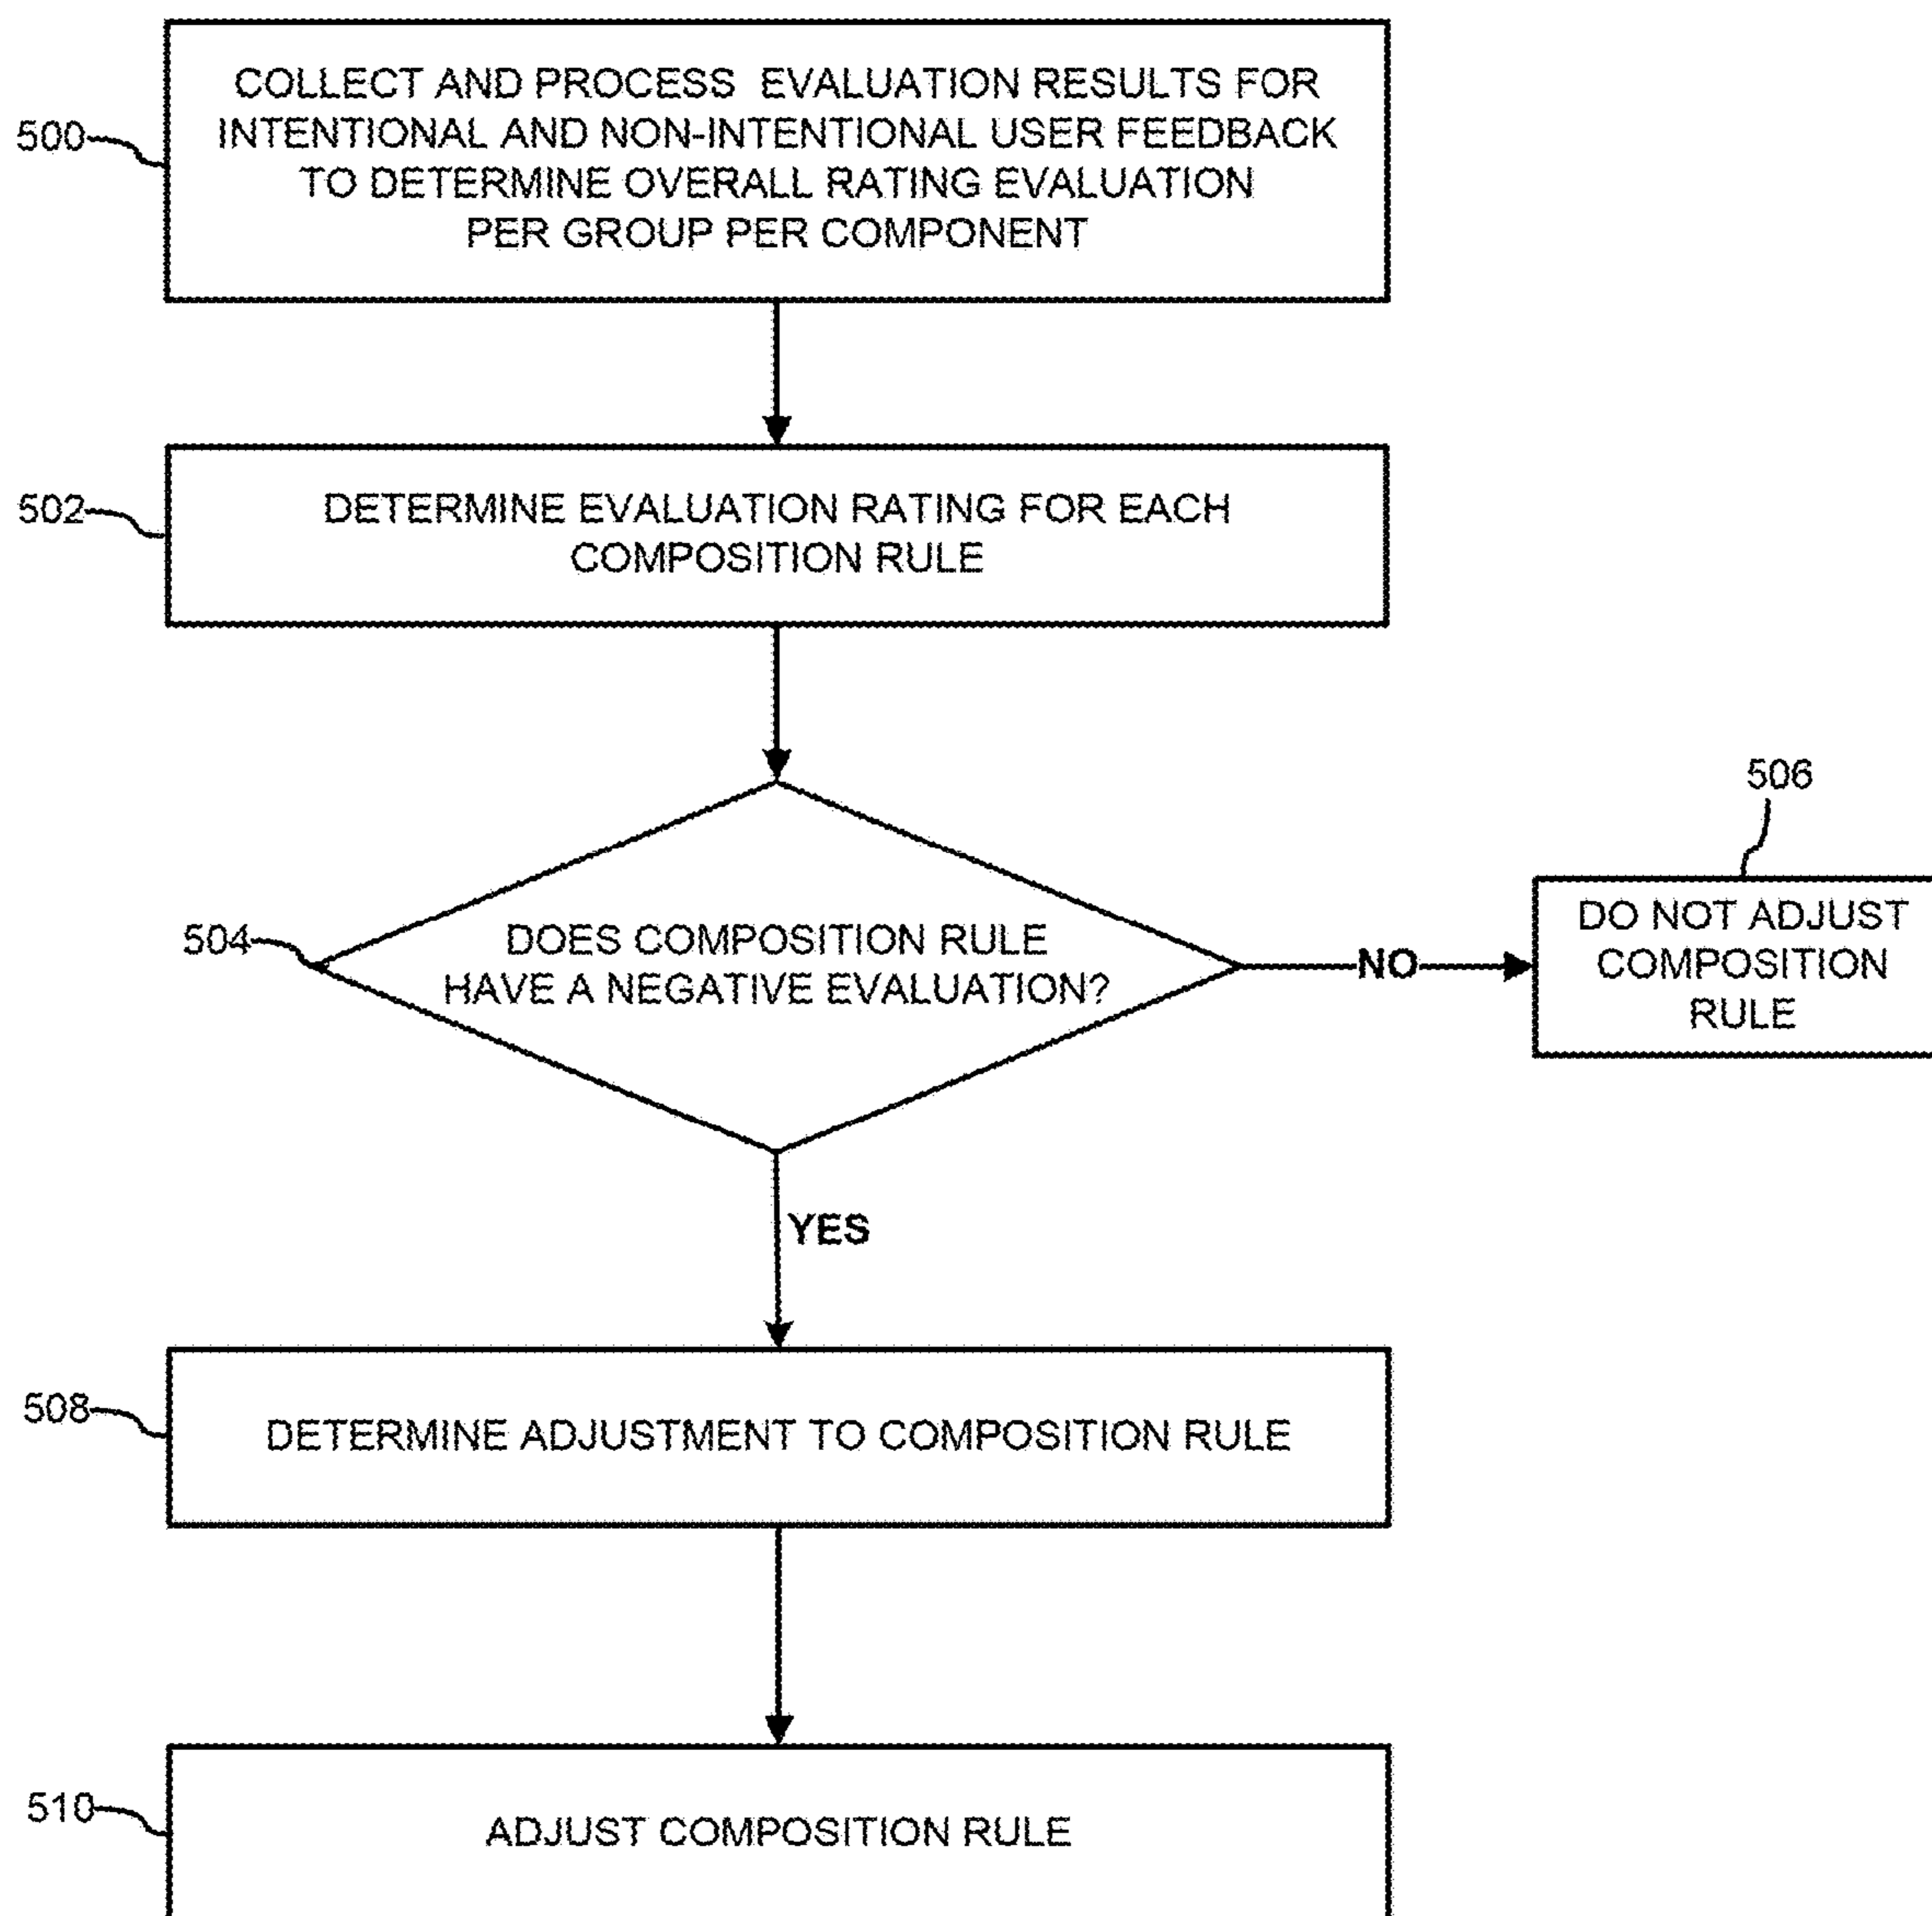 500
COLLECT AND PROCESS EVALUATION RESULTS FOR
INTENTIONAL AND NON-INTENTIONAL USER FEEDBACK
TO DETERMINE OVERALL RATING EVALUATION
PER GROUP PER COMPONENT
502
DETERMINE EVALUATION RATING FOR EACH
COMPOSITION RULE
504
DOES COMPOSITION RULE
HAVE A NEGATIVE EVALUATION?
NO
506
DO NOT ADJUST
COMPOSITION
RULE
YES
508
DETERMINE ADJUSTMENT TO COMPOSITION RULE
510
ADJUST COMPOSITION RULE